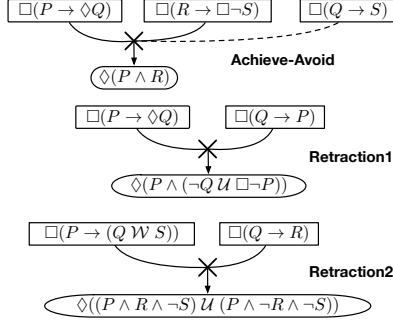 □(P → ◊Q) □(R → □¬S) □(Q → S)
Achieve-Avoid
◊(P ∧ R)
□(P → ◊Q) □(Q → P)
Retraction1
◊(P ∧ (¬Q U □¬P))
□(P → (Q W S)) □(Q → R)
Retraction2
◊((P ∧ R ∧ ¬S) U (P ∧ ¬R ∧ ¬S))